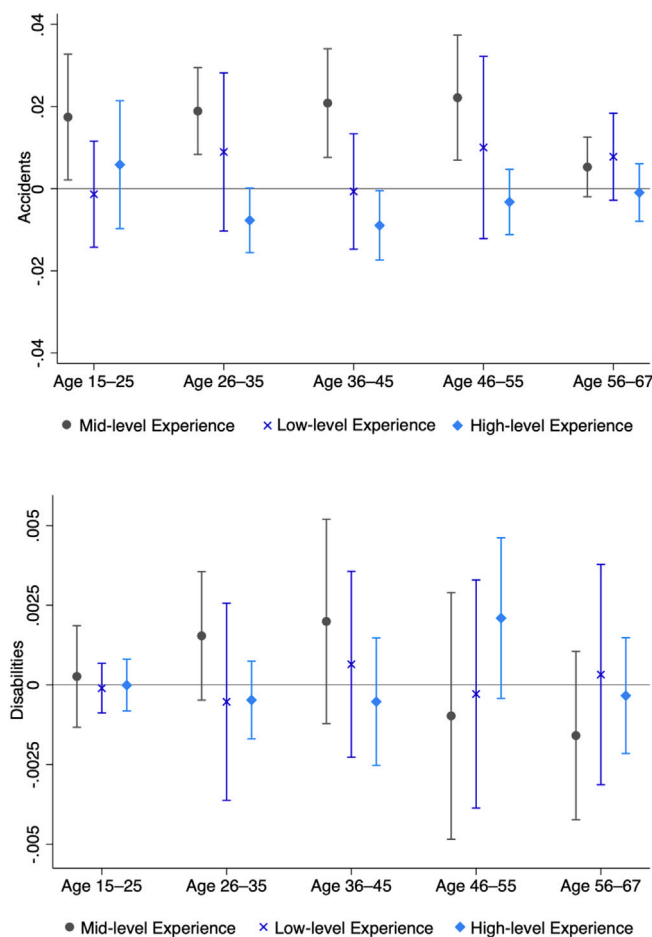 .04
.02
0
-.02
-.04
Accidents
Age 15–25 Age 26–35 Age 36–45 Age 46–55 Age 56–67
Mid-level Experience Low-level Experience High-level Experience
.005
.0025
0
-.0025
-.005
Disabilities
Age 15–25 Age 26–35 Age 36–45 Age 46–55 Age 56–67
Mid-level Experience Low-level Experience High-level Experience